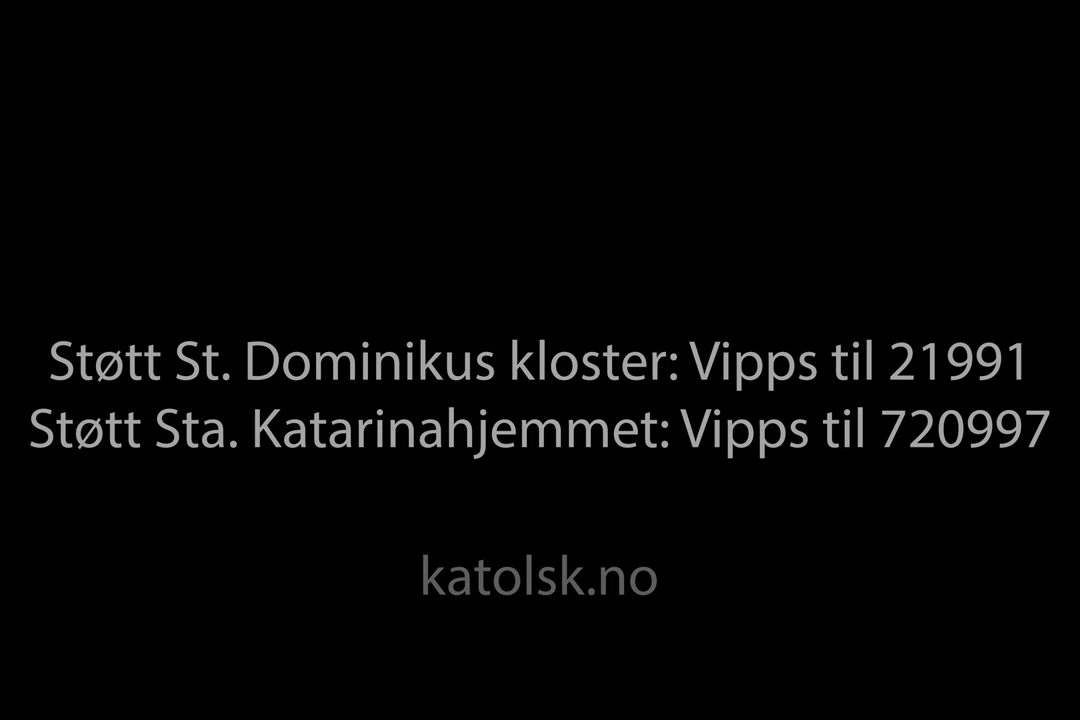 Støtt St. Dominikus kloster: Vipps til 21991
Støtt Sta. Katarinahjemmet: Vipps til 720997
katolsk.no